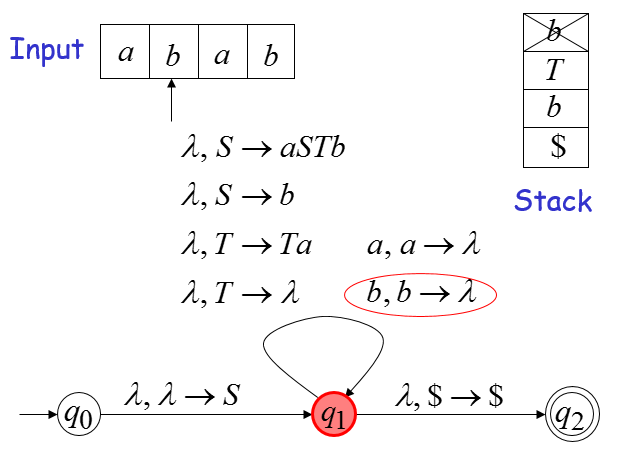 Input a b a b
b
T
b
$
Stack
λ, S → aSTb
λ, S → b
λ, T → Ta a, a → λ
λ, T → λ b, b → λ
q0 λ, λ → S q1 λ, $ → $ q2